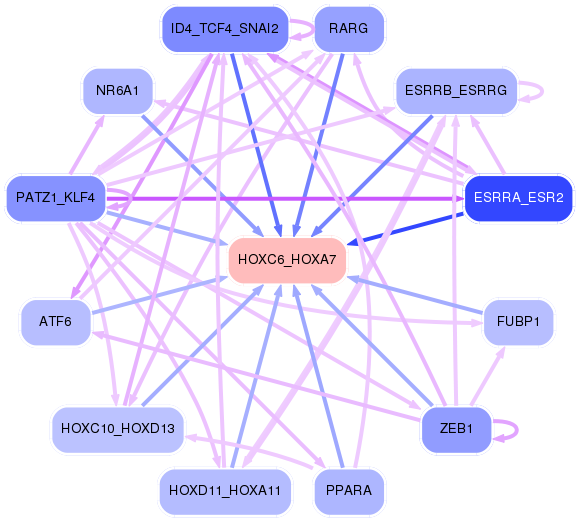 ID4_TCF4_SNAI2
RARG
NR6A1
ESRRB_ESRRG
PATZ1_KLF4
ESRRA_ESR2
HOXC6_HOXA7
ATF6
FUBP1
HOXC10_HOXD13
ZEB1
HOXD11_HOXA11
PPARA